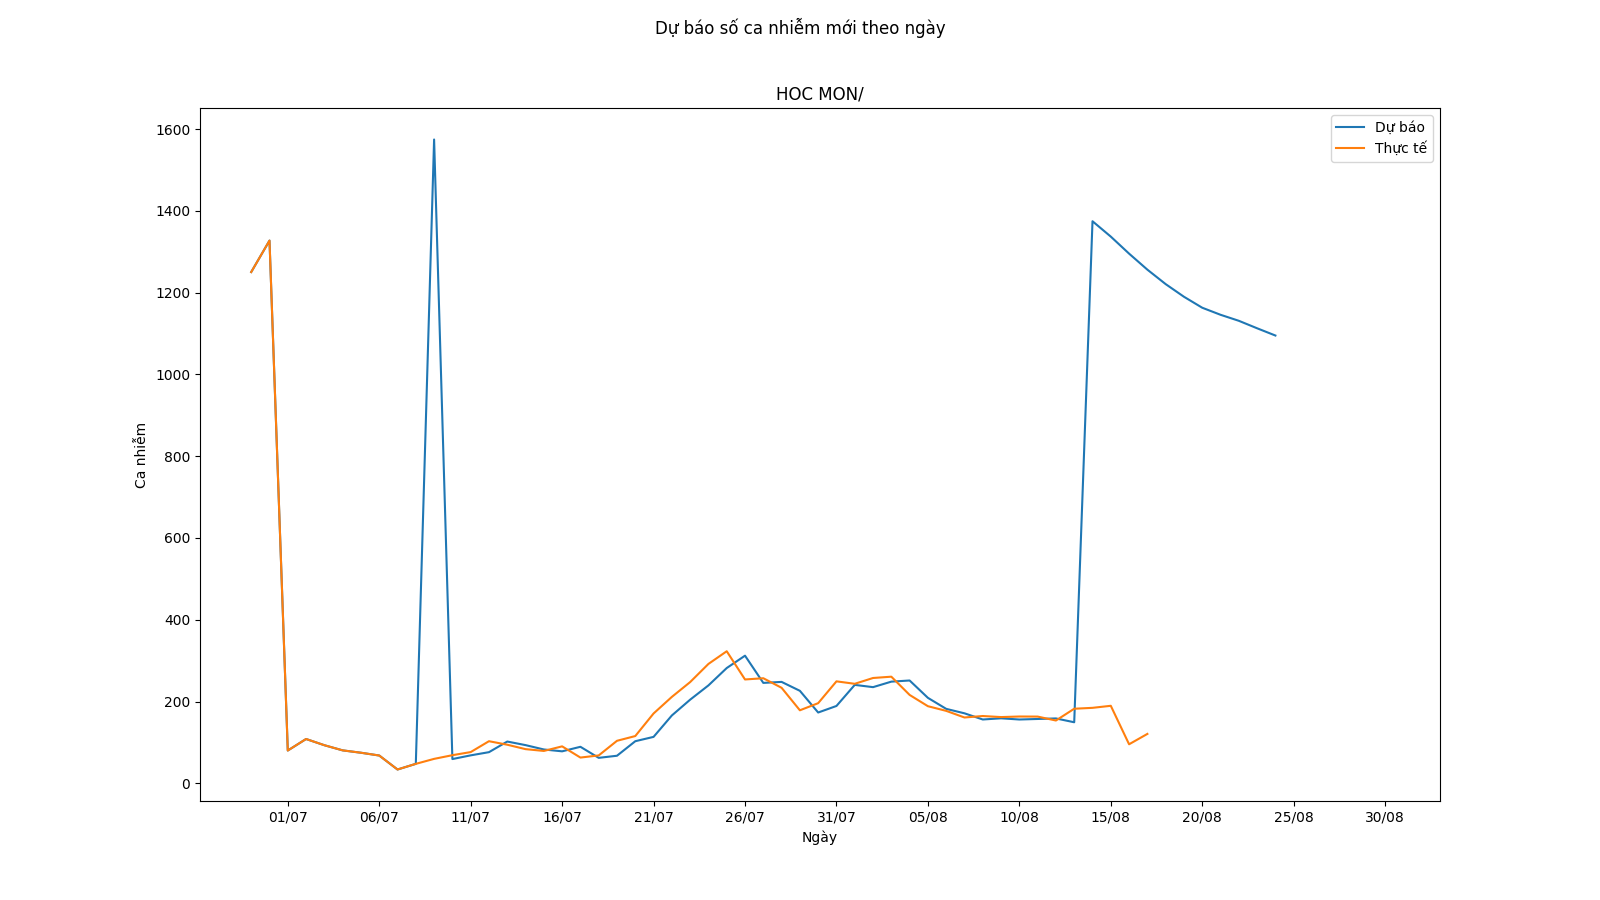 Dự báo số ca nhiễm mới theo ngày
HOC MON/
Dự báo
Thực tế
1600
1400
1200
1000
800
600
400
200
0
Ca nhiễm
01/07 06/07 11/07 16/07 21/07 26/07 31/07 05/08 10/08 15/08 20/08 25/08 30/08
Ngày